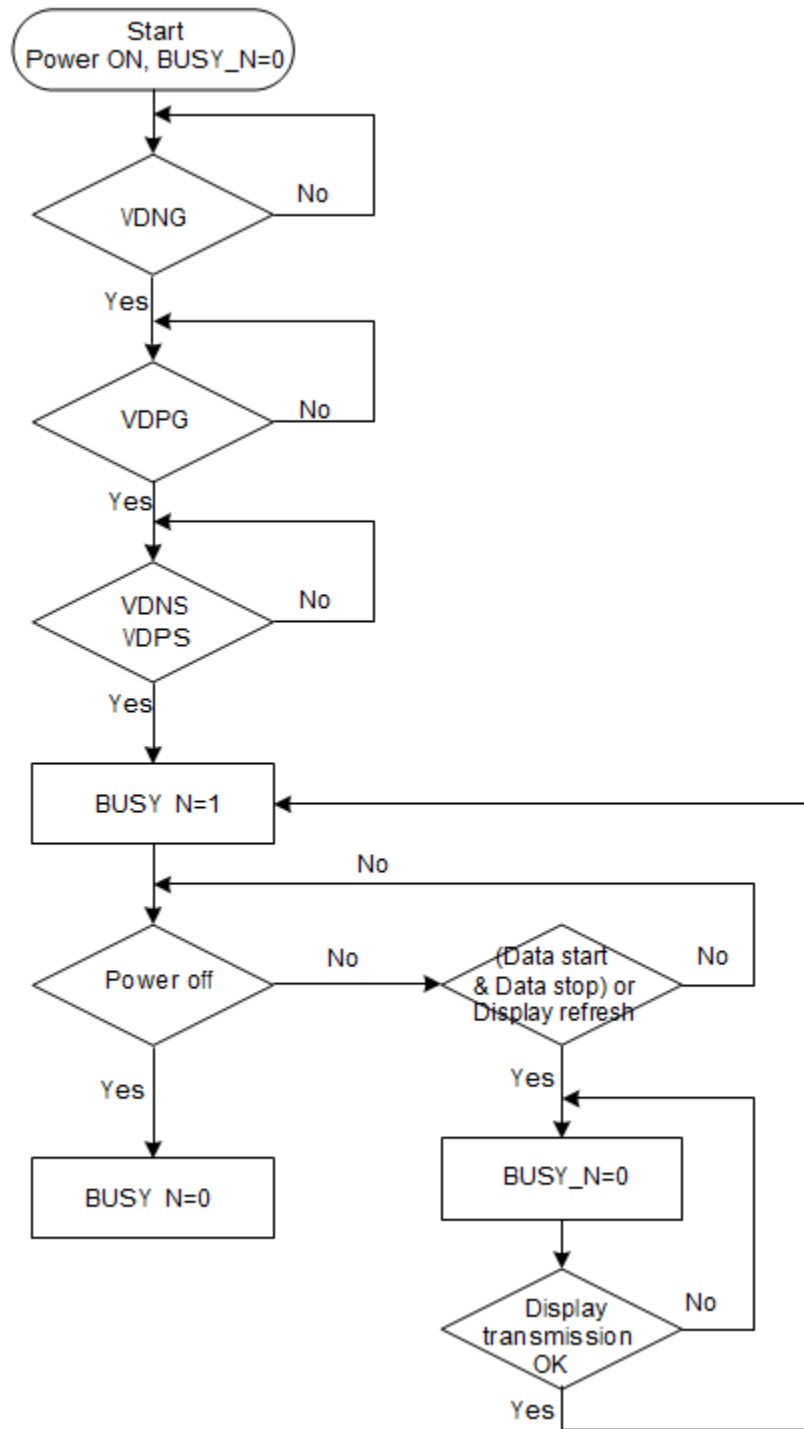 Start
Power ON, BUSY_N=0
VDNG
No
Yes
VDPG
No
Yes
VDNS
VDPS
No
Yes
BUSY N=1
No
Power off
No
(Data start
& Data stop) or
Display refresh
No
Yes
Yes
BUSY N=0
BUSY_N=0
Display
transmission
OK
No
Yes